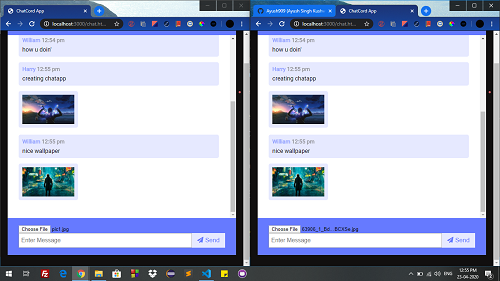 ChatCord App
localhost:3000/chat.ht
William 12:54 pm
how u doin'
Harry 12:55 pm
creating chatapp
William 12:55 pm
nice wallpaper
Choose File pic1.jpg
Enter Message
Send
Ayush909 (Ayush Singh Kush
ChatCord App
localhost:3000/chat.ht
William 12:54 pm
how u doin'
Harry 12:55 pm
creating chatapp
William 12:55 pm
nice wallpaper
Choose File
Enter Message
Send
ENG
12:55 PM
23-04-2020